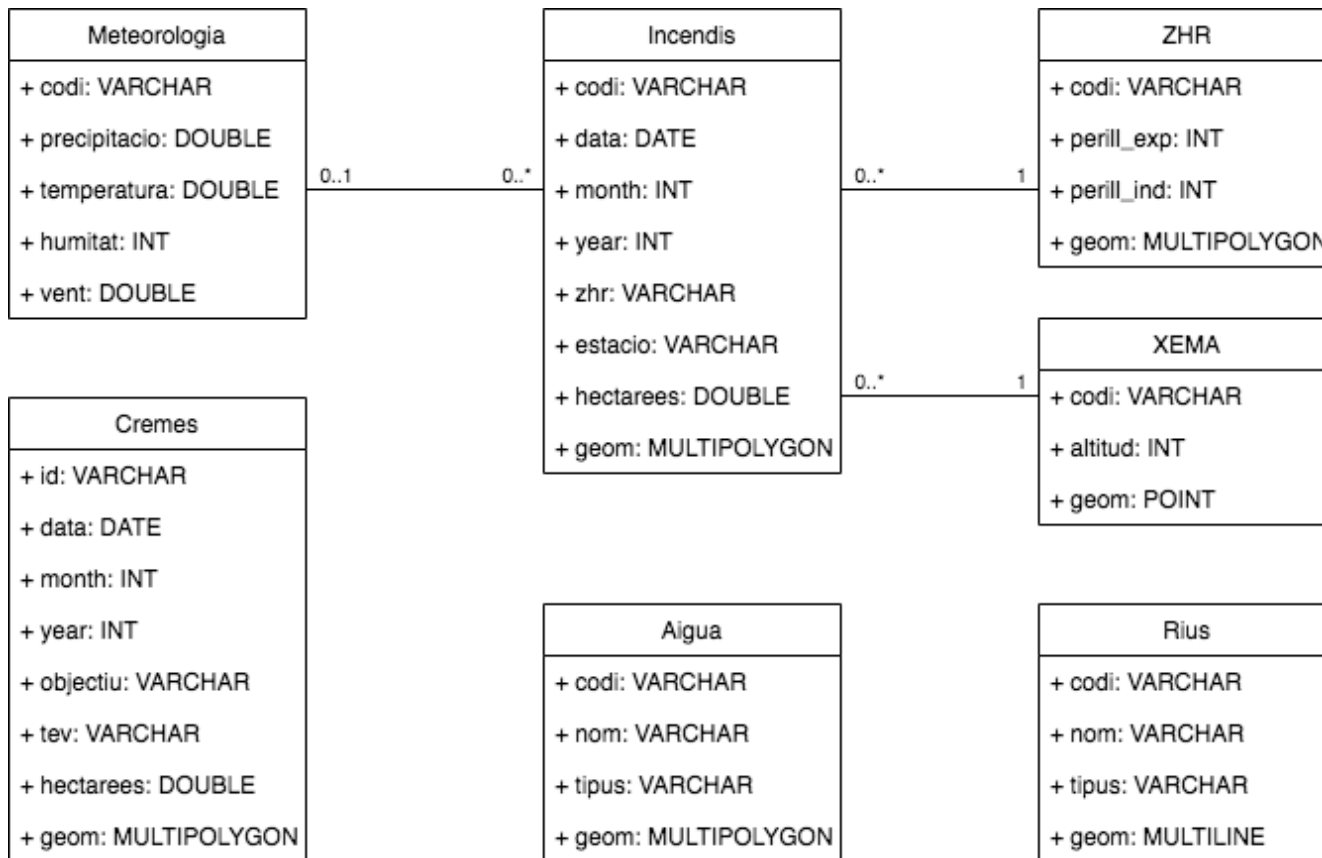 Meteorologia
+ codi: VARCHAR
+ precipitacio: DOUBLE
+ temperatura: DOUBLE
+ humitat: INT
+ vent: DOUBLE
0..1
0..*
Incendis
+ codi: VARCHAR
+ data: DATE
+ month: INT
+ year: INT
+ zhr: VARCHAR
+ estacio: VARCHAR
+ hectarees: DOUBLE
+ geom: MULTIPOLYGON
0..*
1
ZHR
+ codi: VARCHAR
+ perill_exp: INT
+ perill_ind: INT
+ geom: MULTIPOLYGON
0..*
1
XEMA
+ codi: VARCHAR
+ altitud: INT
+ geom: POINT
Cremes
+ id: VARCHAR
+ data: DATE
+ month: INT
+ year: INT
+ objectiu: VARCHAR
+ tev: VARCHAR
+ hectarees: DOUBLE
+ geom: MULTIPOLYGON
Aigua
+ codi: VARCHAR
+ nom: VARCHAR
+ tipus: VARCHAR
+ geom: MULTIPOLYGON
Rius
+ codi: VARCHAR
+ nom: VARCHAR
+ tipus: VARCHAR
+ geom: MULTILINE